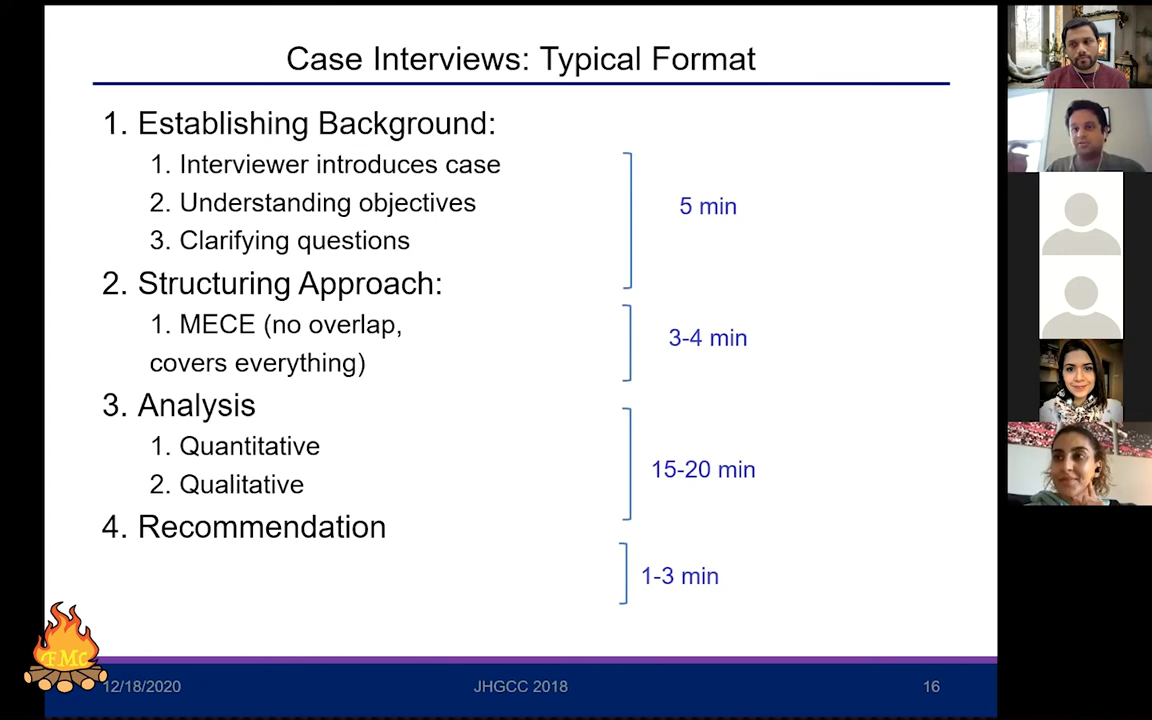 Case Interviews: Typical Format
1. Establishing Background:
1. Interviewer introduces case
2. Understanding objectives
3. Clarifying questions
5 min
2. Structuring Approach:
1. MECE (no overlap,
covers everything)
3-4 min
3. Analysis
1. Quantitative
2. Qualitative
15-20 min
4. Recommendation
1-3 min
FMC
12/18/2020
JHGCC 2018
16